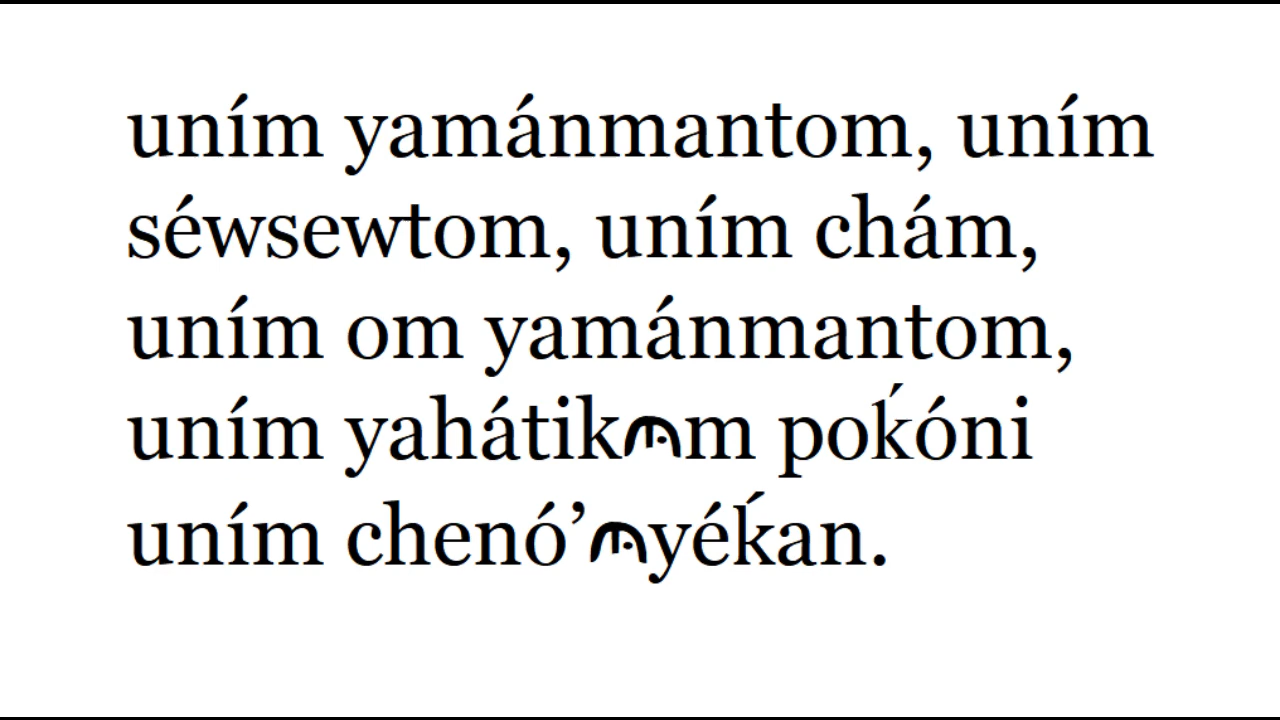 uním yamánmantom, uním
séwsewtom, uním chám,
uním om yamánmantom,
uním poḱóni
uním